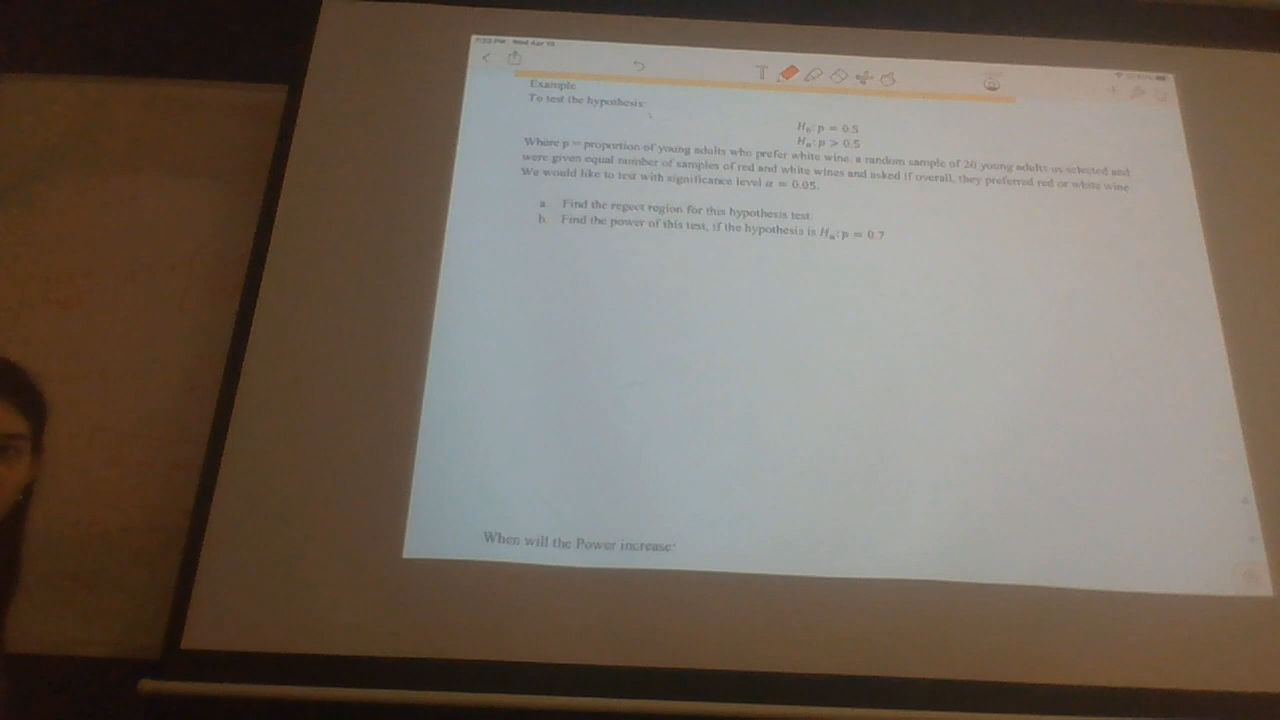 Example
To test the hypothesis:
H₀: p = 0.5
Hₐ: p > 0.5
Where p = proportion of young adults who prefer white wine, a random sample of 20 young adults us selected and
were given equal number of samples of red and white wines and asked if overall, they preferred red or white wine
We would like to test with significance level α = 0.05.
a. Find the regect region for this hypothesis test
b. Find the power of this test, if the hypothesis is Hₐ: p = 0.7
When will the Power increase: